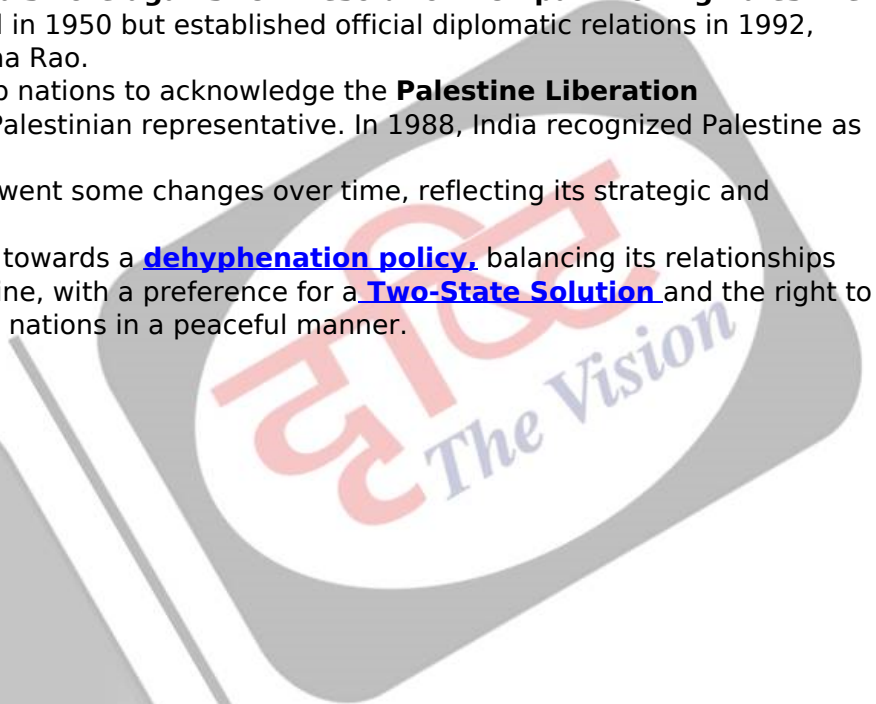 in 1950 but established official diplomatic relations in 1992,
na Rao.
nations to acknowledge the Palestine Liberation
Palestinian representative. In 1988, India recognized Palestine as
went some changes over time, reflecting its strategic and
towards a dehyphenation policy, balancing its relationships
ine, with a preference for a Two-State Solution and the right to
nations in a peaceful manner.
दृष्टि
The Vision